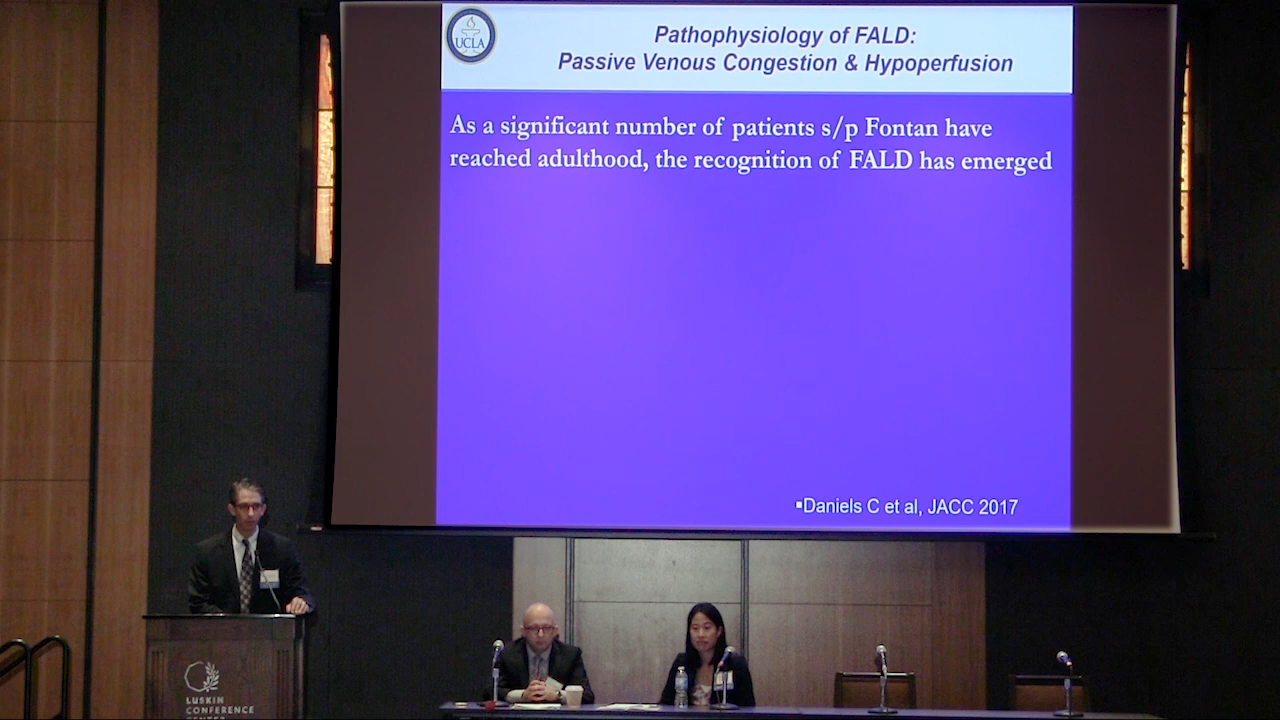 UCLA
Pathophysiology of FALD:
Passive Venous Congestion & Hypoperfusion
As a significant number of patients s/p Fontan have
reached adulthood, the recognition of FALD has emerged
▪Daniels C et al, JACC 2017
LUSKIN
CONFERENCE
CENTER